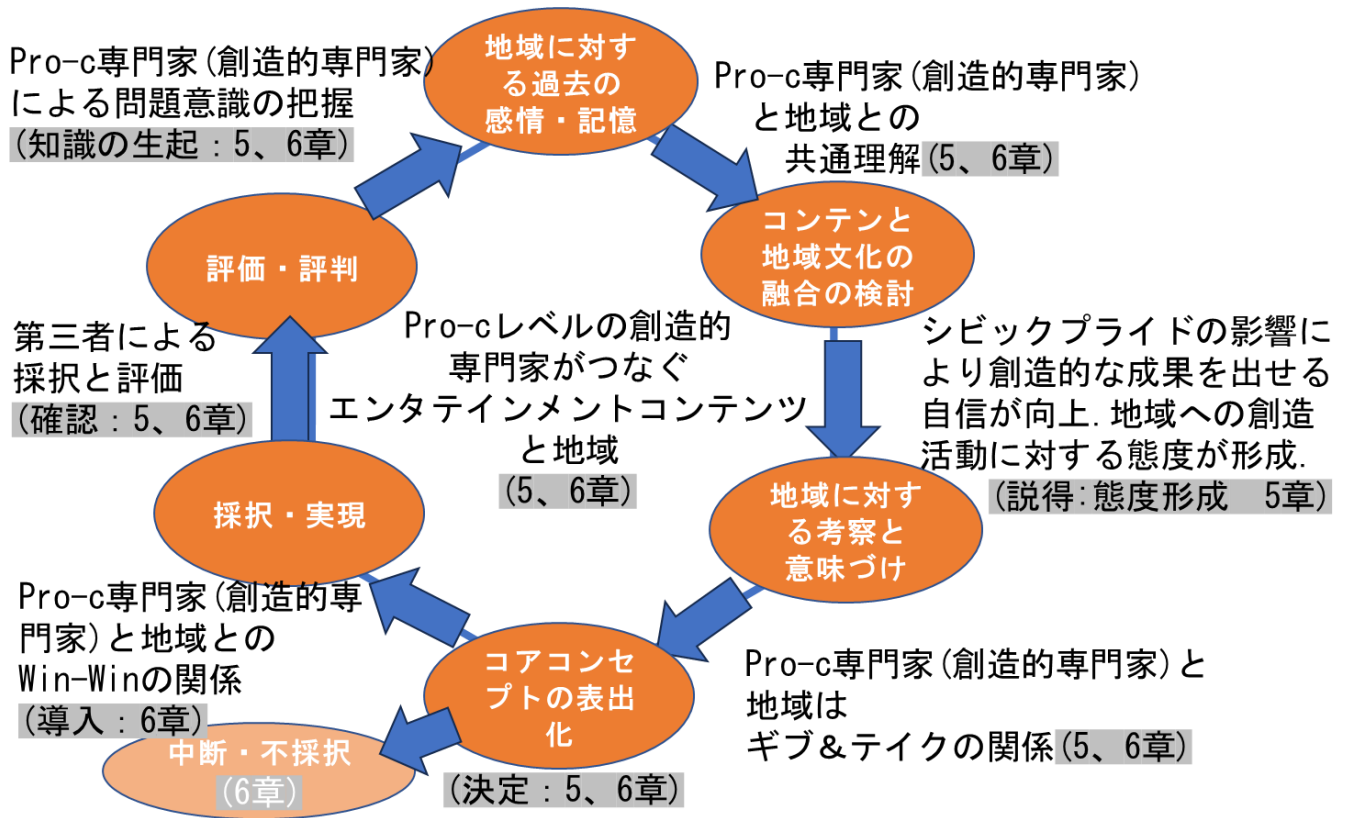 地域に対す
る過去の
感情・記憶
Pro-c専門家(創造的専門家)
による問題意識の把握
(知識の生起：5、6章)
Pro-c専門家(創造的専門家)
と地域との
共通理解(5、6章)
コンテンと
地域文化の
融合の検討
評価・評判
第三者による
採択と評価
(確認：5、6章)
Pro-cレベルの創造的
専門家がつなぐ
エンタテインメントコンテンツ
と地域
(5、6章)
シビックプライドの影響に
より創造的な成果を出せる
自信が向上.地域への創造
活動に対する態度が形成.
(説得:態度形成　5章)
採択・実現
地域に対す
る考察と
意味づけ
Pro-c専門家(創造的専
門家)と地域との
Win-Winの関係
(導入：6章)
コアコンセ
プトの表出
化
Pro-c専門家(創造的専門家)と
地域は
ギブ＆テイクの関係(5、6章)
中断・不採択
(6章)
(決定：5、6章)